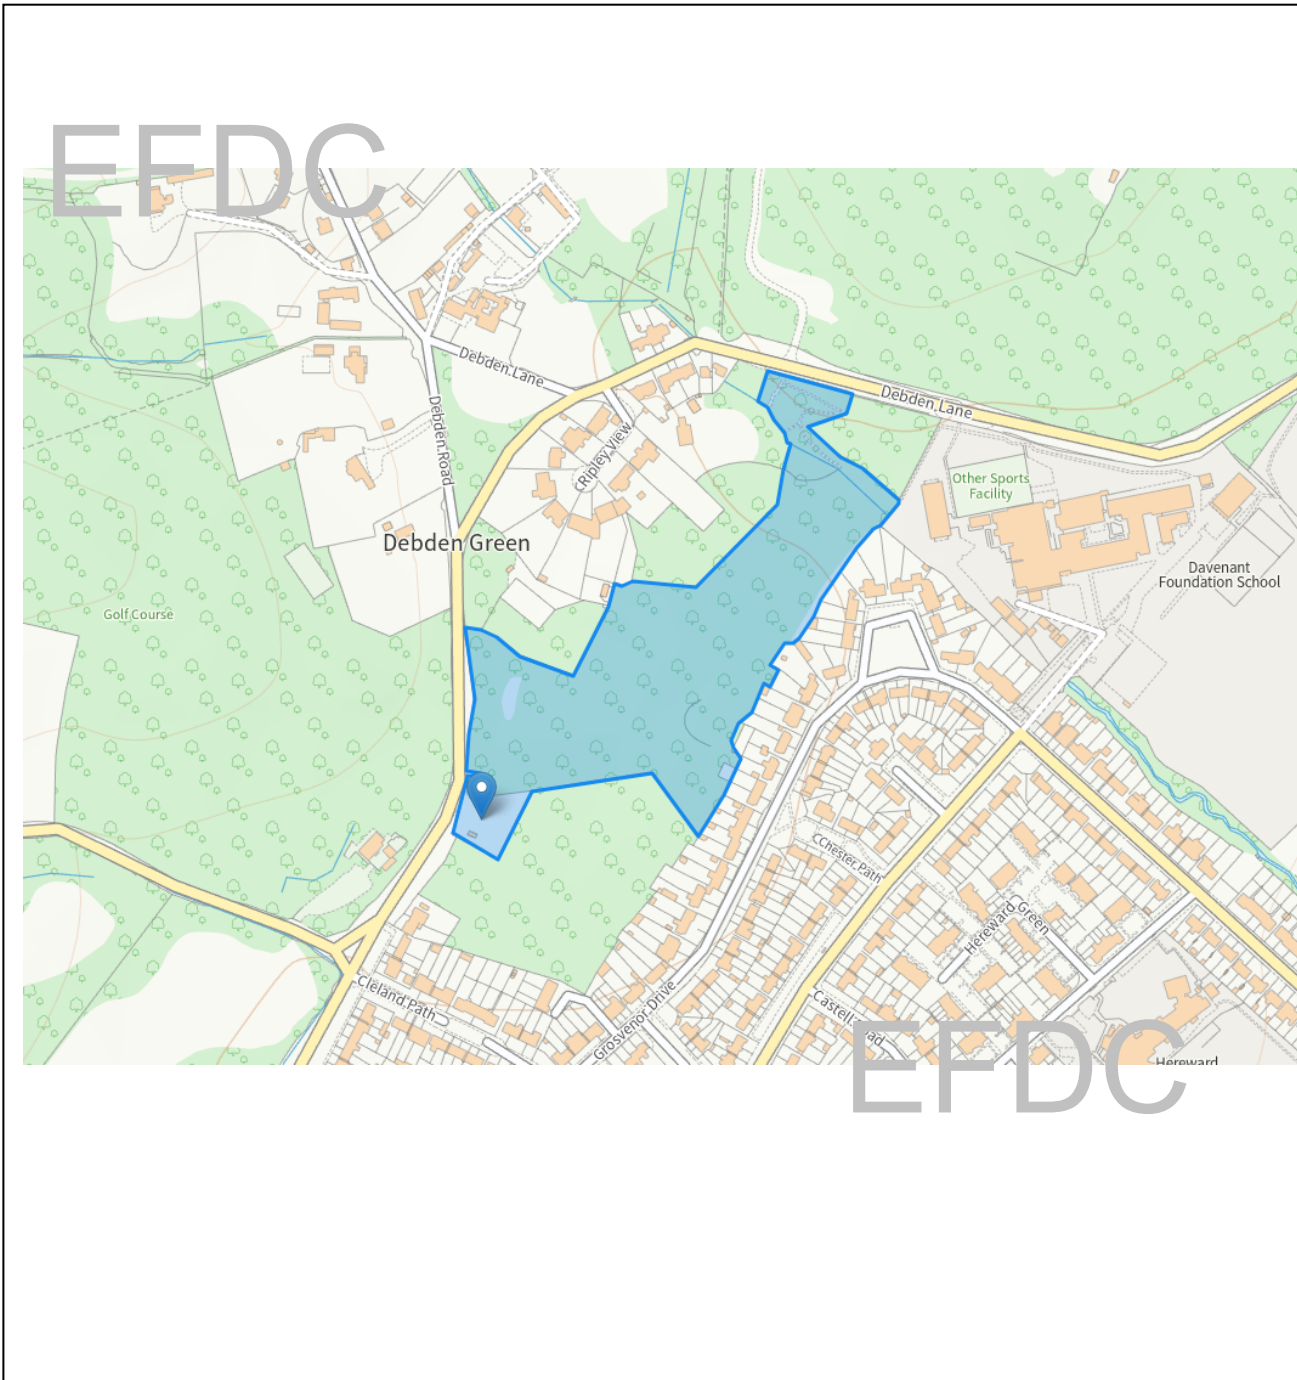 EFDC
Debden Lane
Debden Road
Debden Lane
Ripley View
Other Sports
Facility
Debden Green
Davenant
Foundation School
Golf Course
Chester Path
Hereward Green
Cleland Path
Grosvenor Drive
EFDC
Hereward